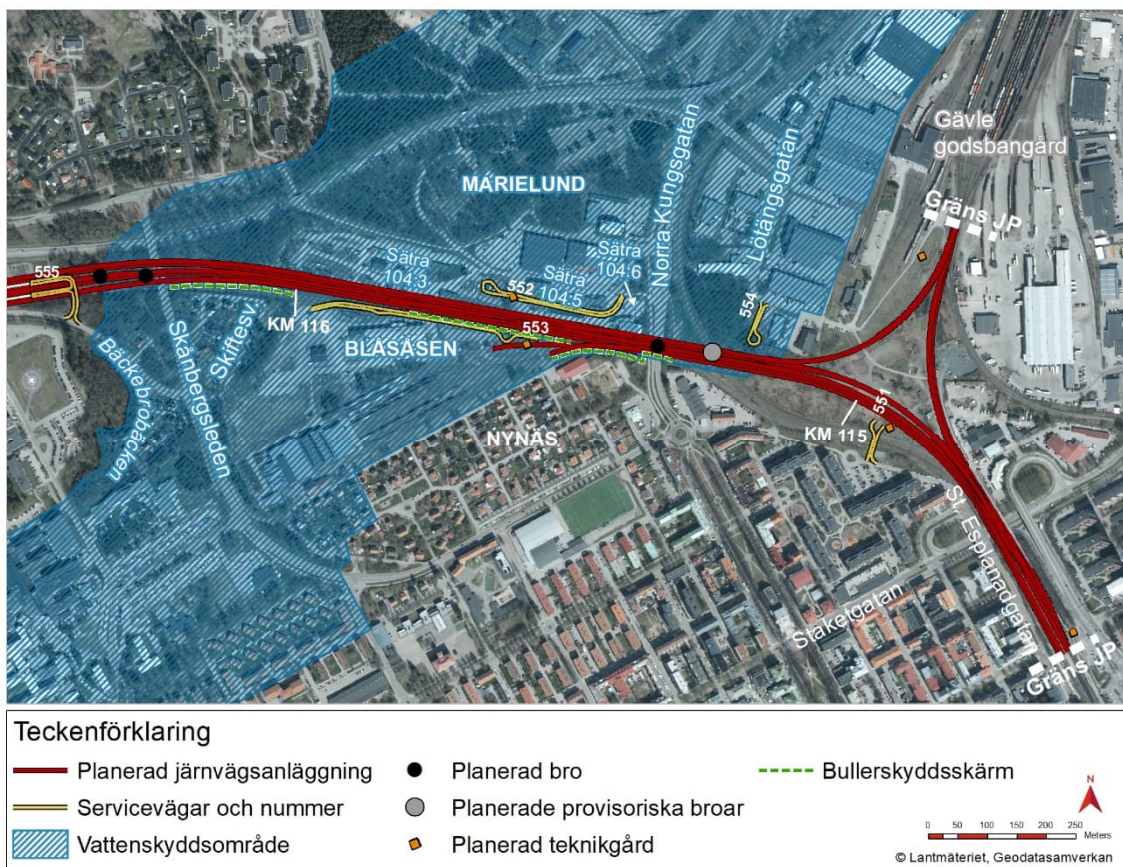 Gävle
godsbangård
Gräns JP
MARIELUND
Norra Kungsgatan
Lötängsgatan
Sätra
104:3
Sätra
104:5
Sätra
104:6
555
552
553
554
551
KM 116
BLÅSÅSEN
Skiftesv.
Skånbergsleden
Bäckebrobäcken
NYNÄS
KM 115
St. Esplanadgatan
Staketgatan
Gräns JP
Teckenförklaring
Planerad järnvägsanläggning
Planerad bro
Bullerskyddsskärm
Servicevägar och nummer
Planerade provisoriska broar
Vattenskyddsområde
Planerad teknikgård
N
0 50 100 150 200 250
Meters
© Lantmäteriet, Geodatasamverkan